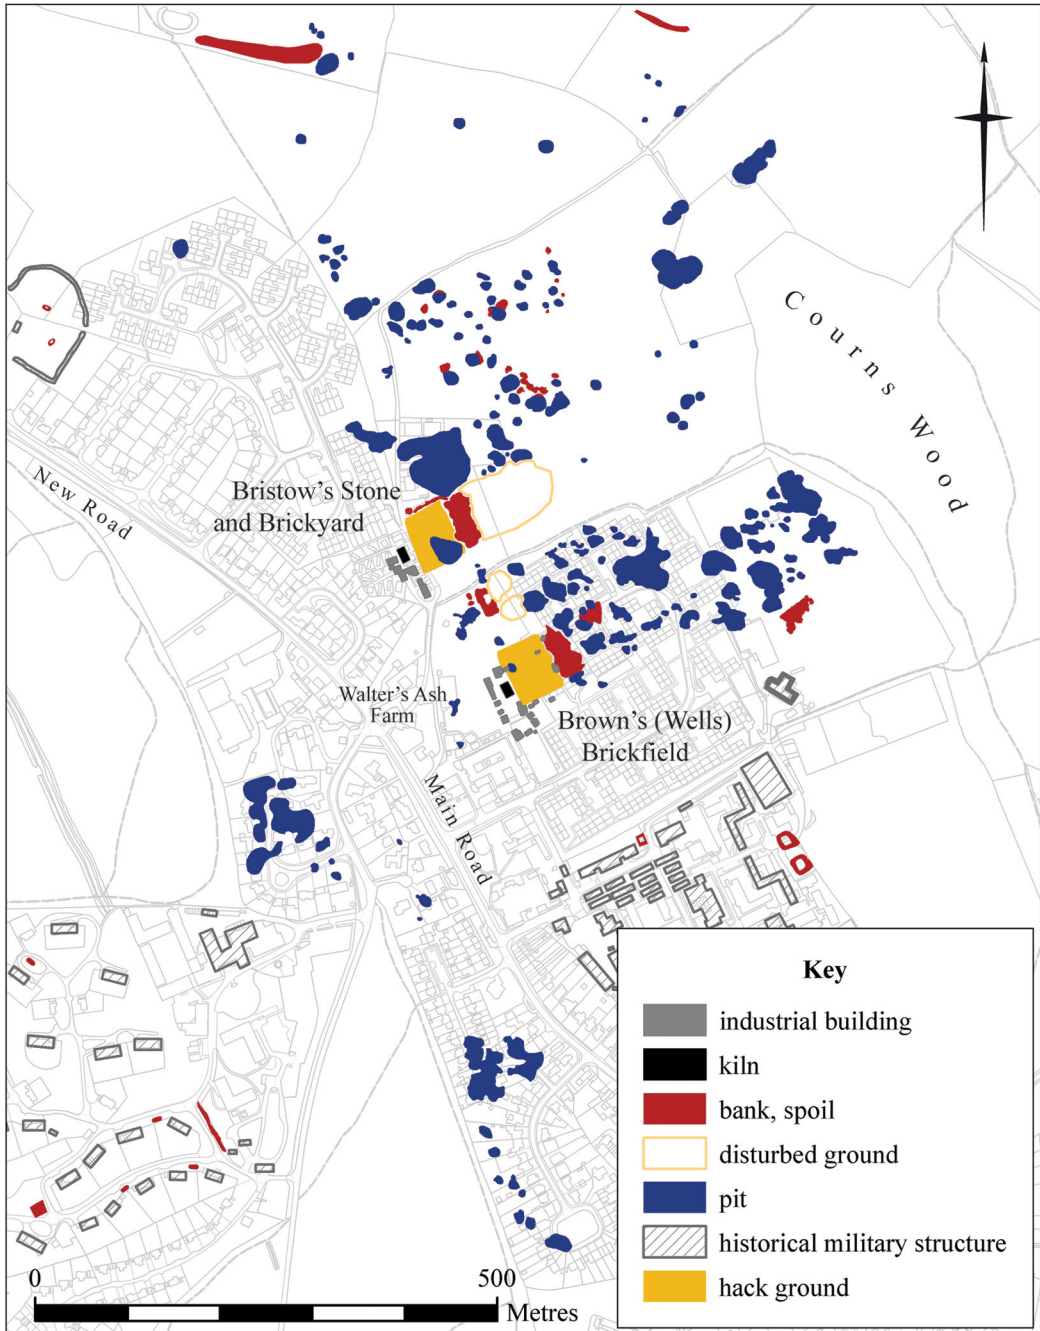 Courns Wood
New Road
Bristow's Stone
and Brickyard
Walter's Ash
Farm
Brown's (Wells)
Brickfield
Main Road
Key
industrial building
kiln
bank, spoil
disturbed ground
pit
historical military structure
hack ground
0 500
Metres